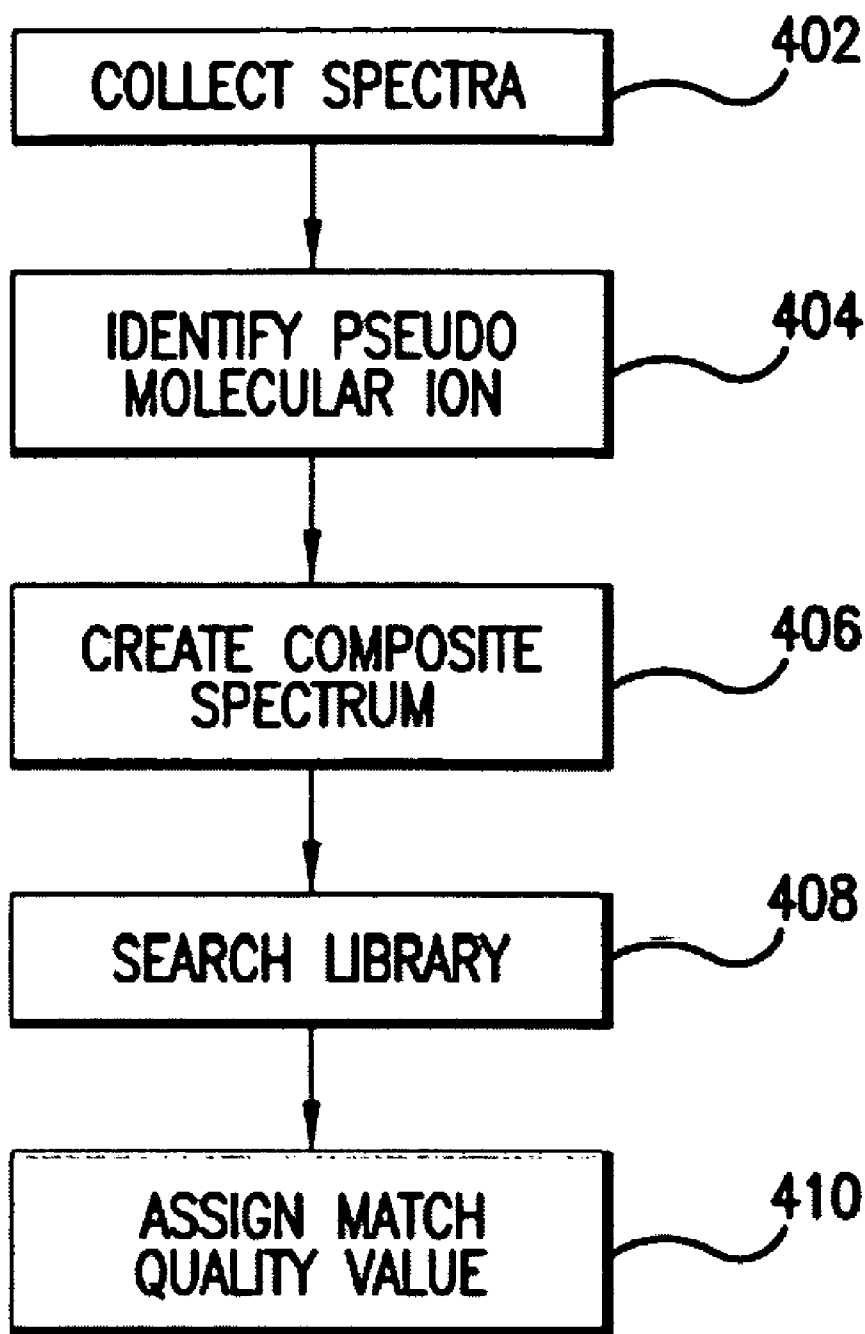 COLLECT SPECTRA
402
IDENTIFY PSEUDO
MOLECULAR ION
404
CREATE COMPOSITE
SPECTRUM
406
SEARCH LIBRARY
408
ASSIGN MATCH
QUALITY VALUE
410